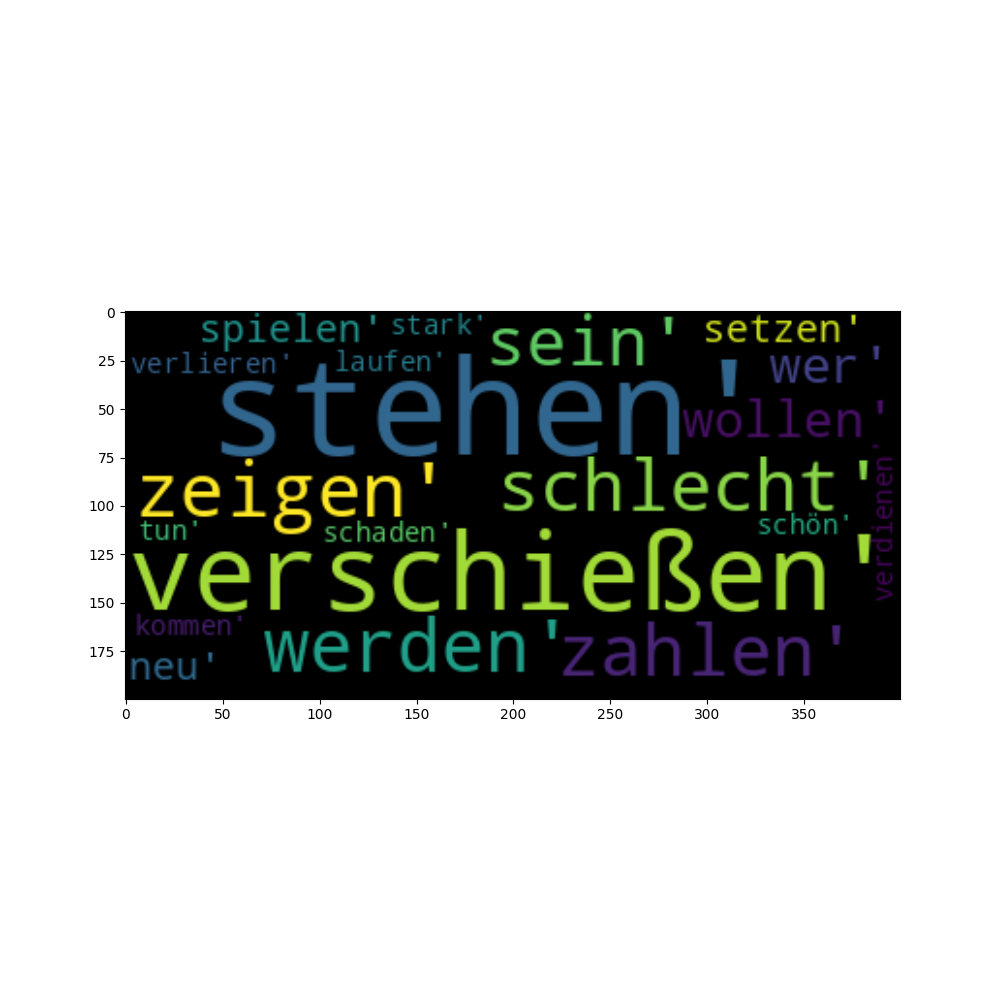 0
spielen' stark' sein' setzen'
25
verlieren' laufen' wer'
50
stehen' wollen'
75
zeigen' schlecht' verdienen'
100
tun' schaden' schön'
125
verschießen'
150
kommen' werden' zahlen'
175
neu'
0 50 100 150 200 250 300 350